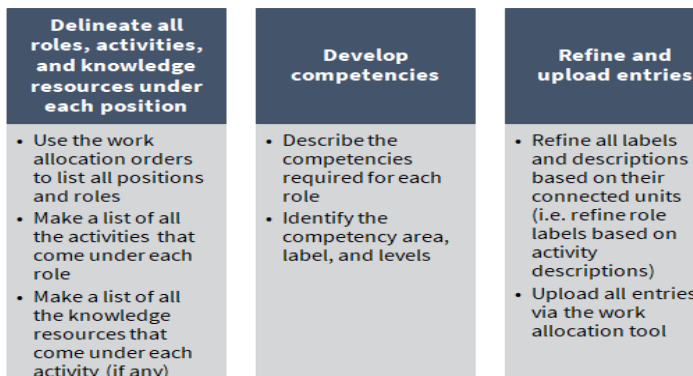 Delineate all
roles, activities,
and knowledge
resources under
each position
• Use the work
allocation orders
to list all positions
and roles
• Make a list of all
the activities that
come under each
role
• Make a list of all
the knowledge
resources that
come under each
activity (if any)
Develop
competencies
• Describe the
competencies
required for each
role
• Identify the
competency area,
label, and levels
Refine and
upload entries
• Refine all labels
and descriptions
based on their
connected units
(i.e. refine role
labels based on
activity
descriptions)
• Upload all entries
via the work
allocation tool